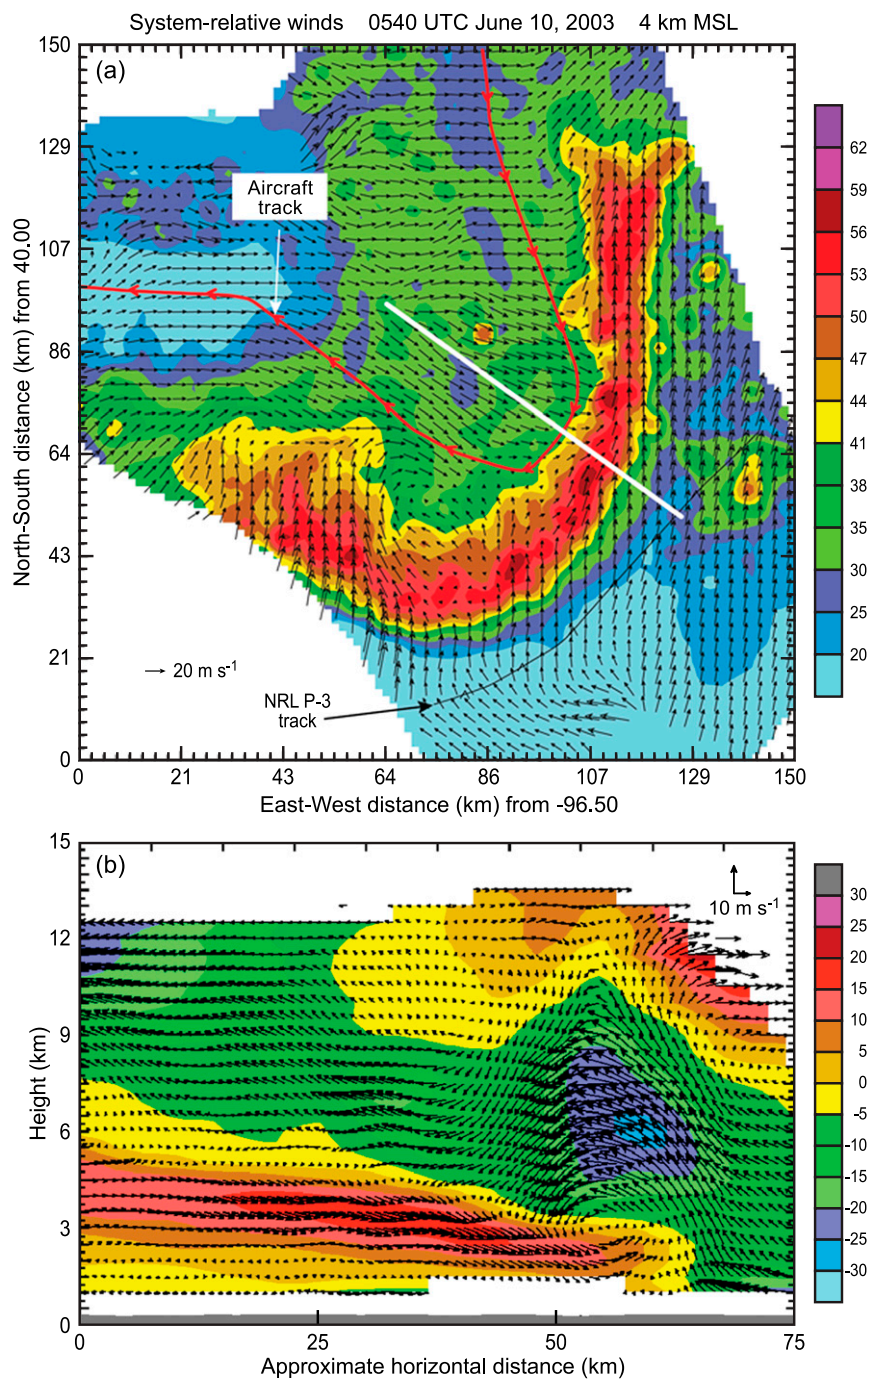 System-relative winds 0540 UTC June 10, 2003 4 km MSL
(a)
150
129
107
86
64
43
21
0
North-South distance (km) from 40.00
Aircraft
track
20 m s-1
NRL P-3
track
0 21 43 64 86 107 129 150
East-West distance (km) from -96.50
62
59
56
53
50
47
44
41
38
35
30
25
20
(b)
15
12
9
6
3
0
Height (km)
10 m s-1
0 25 50 75
Approximate horizontal distance (km)
30
25
20
15
10
5
0
-5
-10
-15
-20
-25
-30